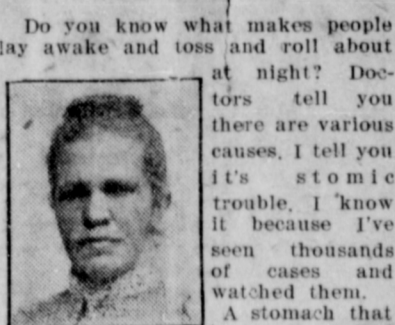 Do you know what makes people
lay awake and toss and roll about
at night? Doc-
tors tell you
there are various
causes. I tell you
it's stomic
trouble. I know
it because I've
seen thousands
of cases and
watched them.
A stomach that